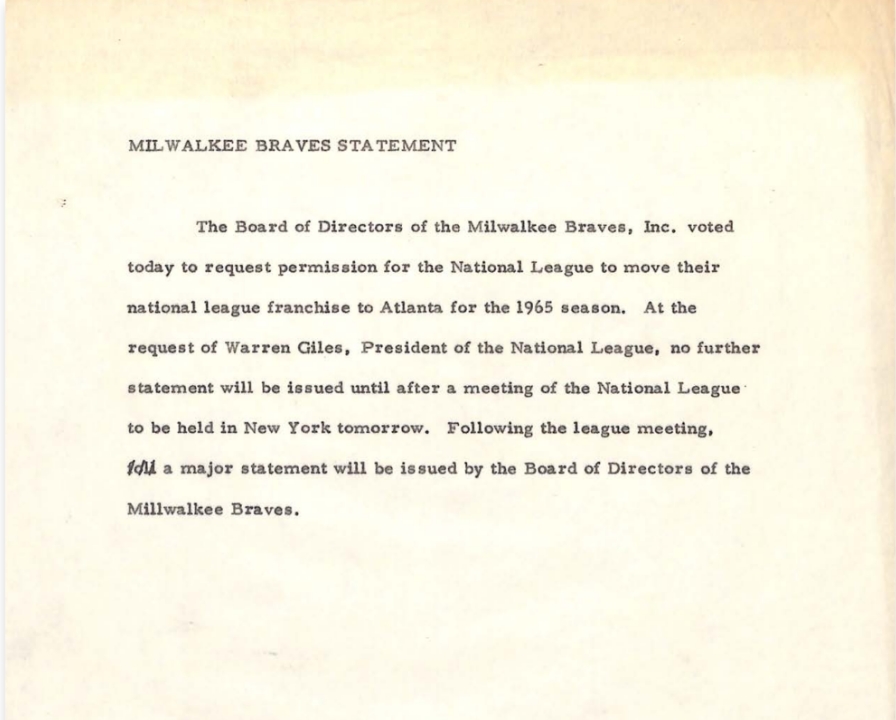 MILWALKEE BRAVES STATEMENT
The Board of Directors of the Milwalkee Braves, Inc. voted
today to request permission for the National League to move their
national league franchise to Atlanta for the 1965 season. At the
request of Warren Giles, President of the National League, no further
statement will be issued until after a meeting of the National League
to be held in New York tomorrow. Following the league meeting,
a major statement will be issued by the Board of Directors of the
Millwalkee Braves.